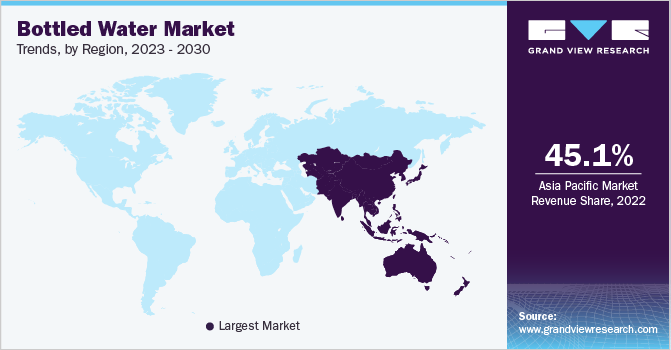 Bottled Water Market
Trends, by Region, 2023 - 2030
GRAND VIEW RESEARCH
45.1%
Asia Pacific Market
Revenue Share, 2022
Largest Market
Source:
www.grandviewresearch.com